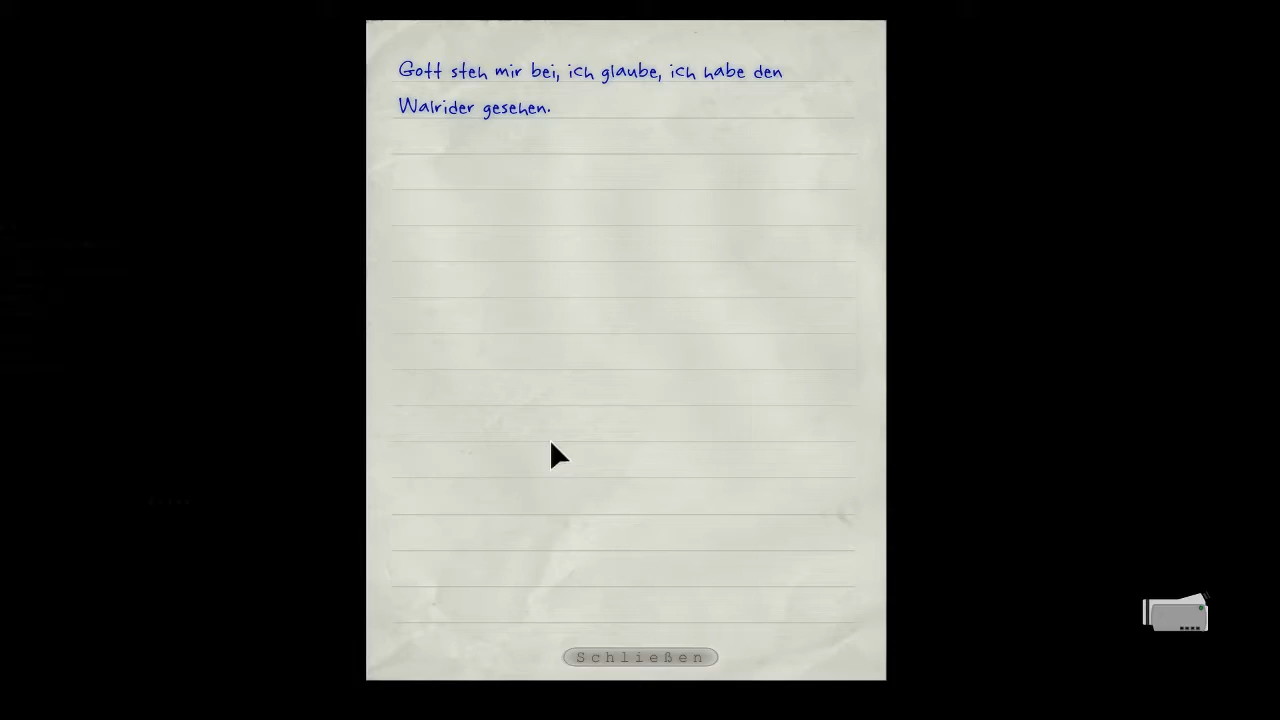 Gott steh mir bei, ich glaube, ich habe den
Walrider gesehen.
Schließen